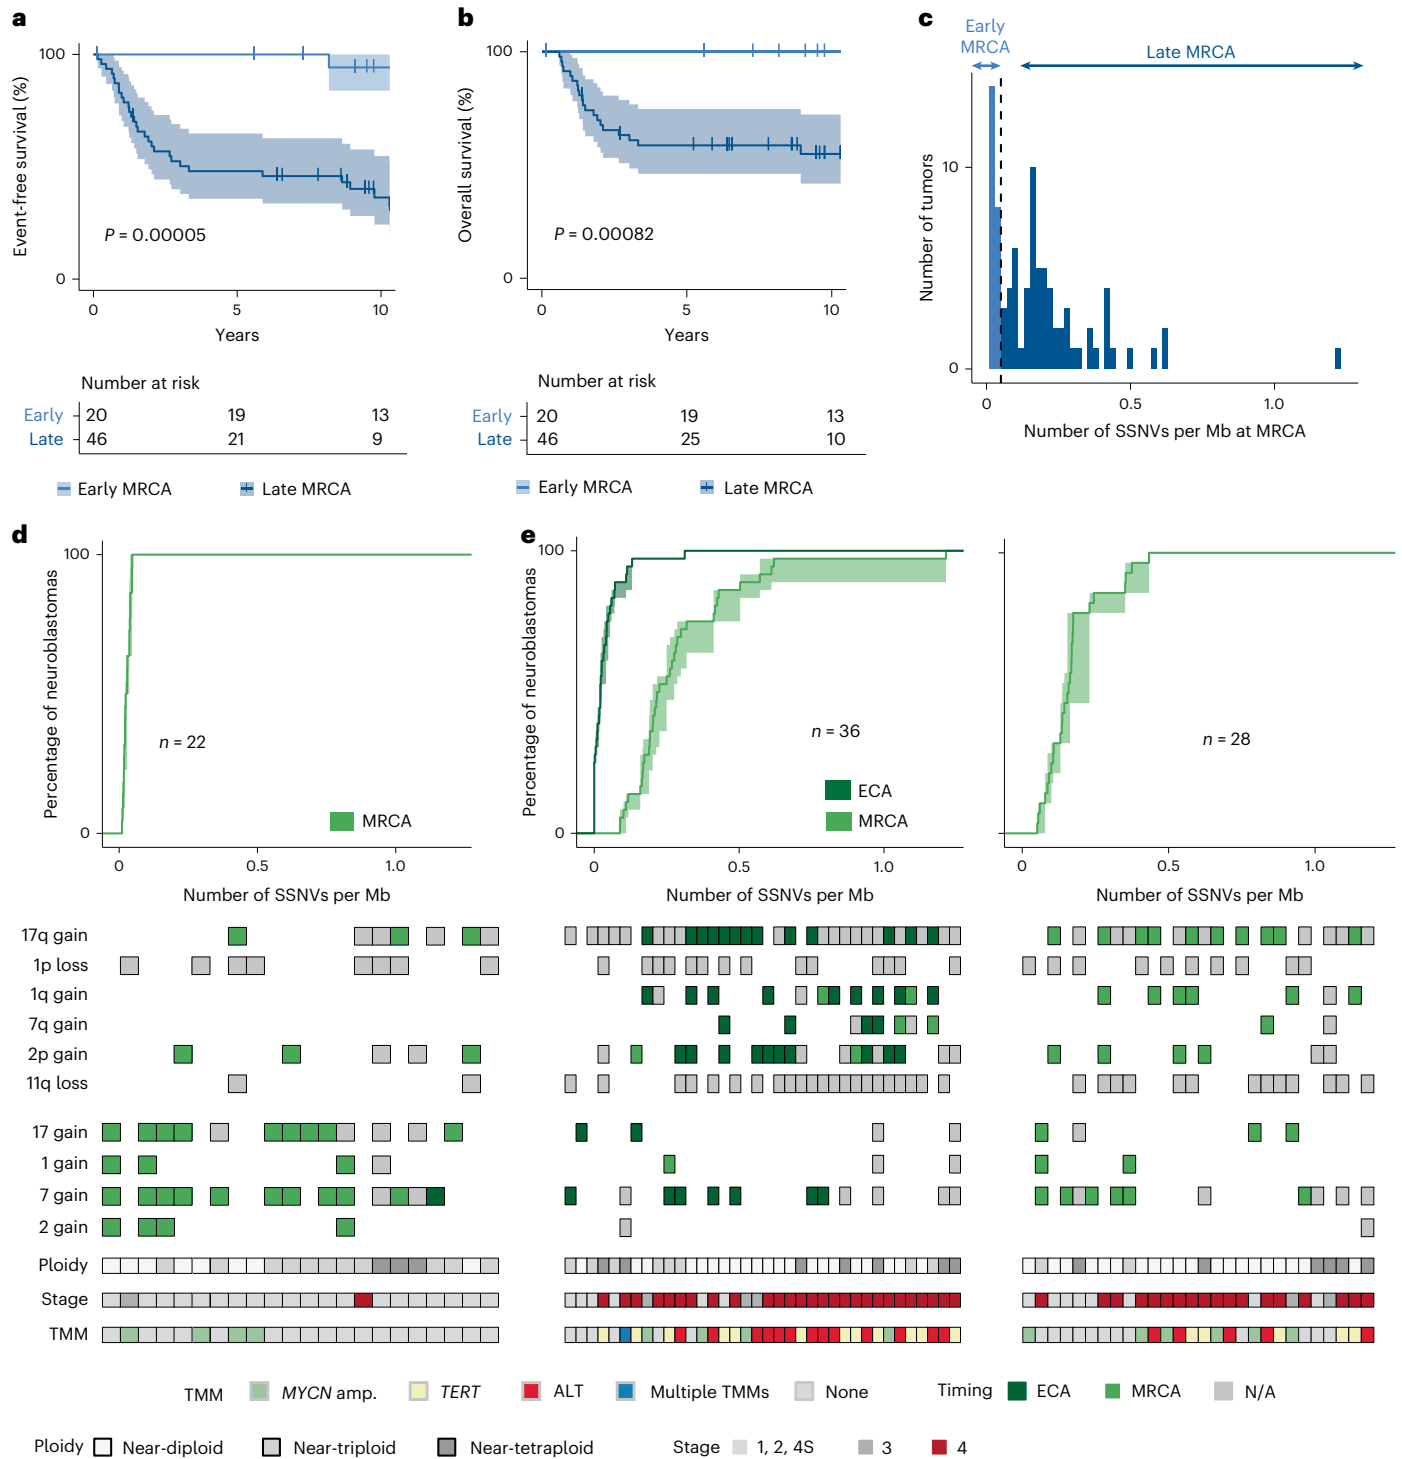 a
Event-free survival (%)
100
0
P = 0.00005
0 5 10
Years
Number at risk
Early 20 19 13
Late 46 21 9
Early MRCA Late MRCA
b
Overall survival (%)
100
0
P = 0.00082
0 5 10
Years
Number at risk
20 19 13
46 25 10
Early MRCA Late MRCA
c
Early
MRCA
Late MRCA
Number of tumors
10
0
0 0.5 1.0
Number of SSNVs per Mb at MRCA
d
Percentage of neuroblastomas
100
0
n = 22
MRCA
0 0.5 1.0
Number of SSNVs per Mb
e
Percentage of neuroblastomas
100
0
n = 36
ECA
MRCA
0 0.5 1.0
Number of SSNVs per Mb
n = 28
0 0.5 1.0
Number of SSNVs per Mb
17q gain
1p loss
1q gain
7q gain
2p gain
11q loss
17 gain
1 gain
7 gain
2 gain
Ploidy
Stage
TMM
TMM MYCN amp. TERT ALT Multiple TMMs None Timing ECA MRCA N/A
Ploidy Near-diploid Near-triploid Near-tetraploid Stage 1, 2, 4S 3 4